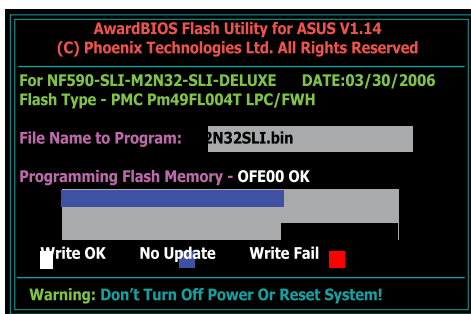 AwardBIOS Flash Utility for ASUS V1.14
(C) Phoenix Technologies Ltd. All Rights Reserved
For NF590-SLI-M2N32-SLI-DELUXE DATE:03/30/2006
Flash Type - PMC Pm49FL004T LPC/FWH
File Name to Program: 2N32SLI.bin
Programming Flash Memory - OFE00 OK
Write OK No Update Write Fail
Warning: Don't Turn Off Power Or Reset System!